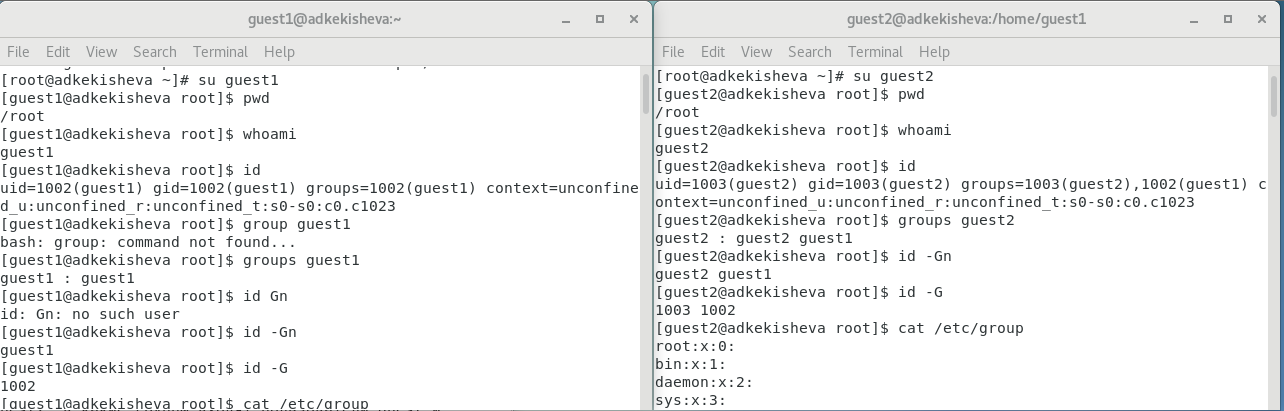 guest1@adkekisheva:~
File Edit View Search Terminal Help
[root@adkekisheva ~]# su guest1
[guest1@adkekisheva root]$ pwd
/root
[guest1@adkekisheva root]$ whoami
guest1
[guest1@adkekisheva root]$ id
uid=1002(guest1) gid=1002(guest1) groups=1002(guest1) context=unconfine
d_u:unconfined_r:unconfined_t:s0-s0:c0.c1023
[guest1@adkekisheva root]$ group guest1
bash: group: command not found...
[guest1@adkekisheva root]$ groups guest1
guest1 : guest1
[guest1@adkekisheva root]$ id Gn
id: Gn: no such user
[guest1@adkekisheva root]$ id -Gn
guest1
[guest1@adkekisheva root]$ id -G
1002
[guest1@adkekisheva root]$ cat /etc/group
guest2@adkekisheva:/home/guest1
File Edit View Search Terminal Help
[root@adkekisheva ~]# su guest2
[guest2@adkekisheva root]$ pwd
/root
[guest2@adkekisheva root]$ whoami
guest2
[guest2@adkekisheva root]$ id
uid=1003(guest2) gid=1003(guest2) groups=1003(guest2),1002(guest1) c
ontext=unconfined_u:unconfined_r:unconfined_t:s0-s0:c0.c1023
[guest2@adkekisheva root]$ groups guest2
guest2 : guest2 guest1
[guest2@adkekisheva root]$ id -Gn
guest2 guest1
[guest2@adkekisheva root]$ id -G
1003 1002
[guest2@adkekisheva root]$ cat /etc/group
root:x:0:
bin:x:1:
daemon:x:2:
sys:x:3: